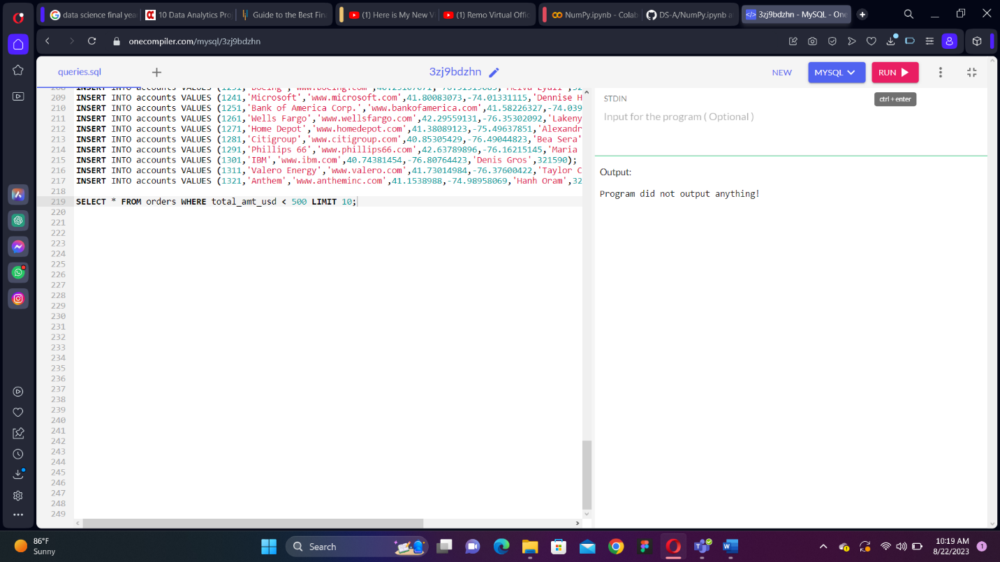 data science final yea
10 Data Analytics Pro
Guide to the Best Fin
(1) Here is My New V
(1) Remo Virtual Offic
NumPy.ipynb - Colab
DS-A/NumPy.ipynb a
3zj9bdzhn - MySQL - One
onecompiler.com/mysql/3zj9bdzhn
queries.sql
3zj9bdzhn
NEW
MYSQL
RUN
ctrl + enter
209 INSERT INTO accounts VALUES (1241,'Microsoft','www.microsoft.com',41.80083073,-74.01331115,'Dennise H
210 INSERT INTO accounts VALUES (1251,'Bank of America Corp.','www.bankofamerica.com',41.58226327,-74.039
211 INSERT INTO accounts VALUES (1261,'Wells Fargo','www.wellsfargo.com',42.29559131,-76.35302092,'Lakeny
212 INSERT INTO accounts VALUES (1271,'Home Depot','www.homedepot.com',41.38089123,-75.49637851,'Alexandr
213 INSERT INTO accounts VALUES (1281,'Citigroup','www.citigroup.com',40.85305429,-76.49044823,'Bea Sera'
214 INSERT INTO accounts VALUES (1291,'Phillips 66','www.phillips66.com',42.63789896,-76.16215145,'Maria
215 INSERT INTO accounts VALUES (1301,'IBM','www.ibm.com',40.74381454,-76.80764423,'Denis Gros',321590);
216 INSERT INTO accounts VALUES (1311,'Valero Energy','www.valero.com',41.73014984,-76.37600422,'Taylor C
217 INSERT INTO accounts VALUES (1321,'Anthem','www.antheminc.com',41.1538988,-74.98958069,'Hanh Oram',32
218
219 SELECT * FROM orders WHERE total_amt_usd < 500 LIMIT 10;
220
221
222
223
224
225
226
227
228
229
230
231
232
233
234
235
236
237
238
239
240
241
242
243
244
245
246
247
248
249
STDIN
Input for the program ( Optional )
Output:
Program did not output anything!
86°F
Sunny
Search
10:19 AM
8/22/2023
1